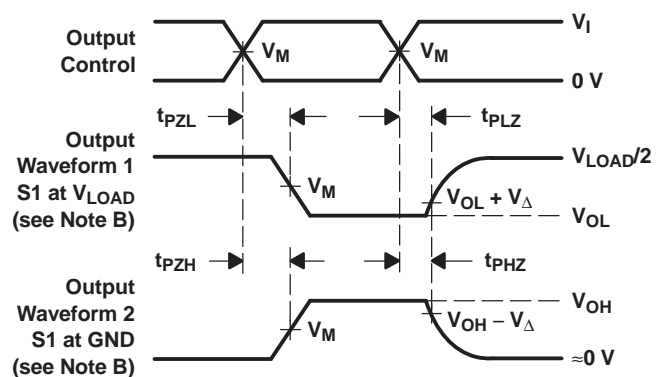 Output
Control
V_M
V_M
V_I
0 V
t_PZL
t_PLZ
Output
Waveform 1
S1 at V_LOAD
(see Note B)
V_M
V_LOAD/2
V_OL + V_Δ
V_OL
t_PZH
t_PHZ
Output
Waveform 2
S1 at GND
(see Note B)
V_M
V_OH
V_OH − V_Δ
≈0 V